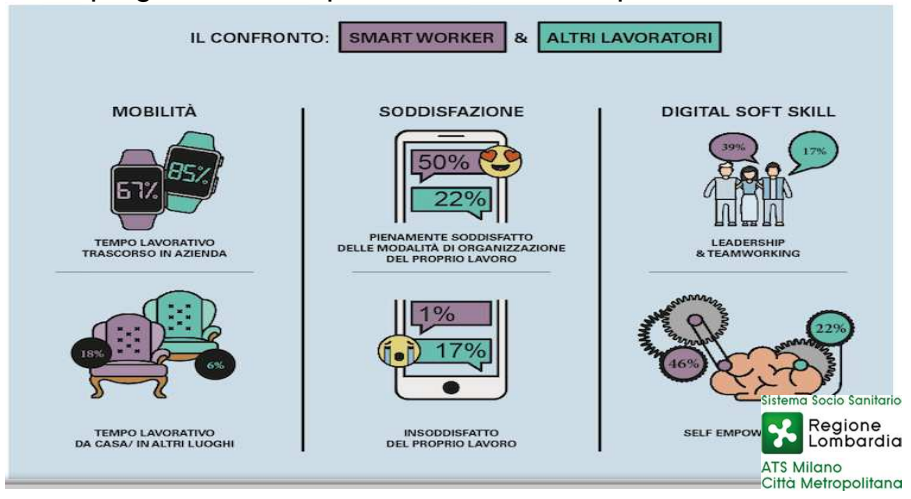 IL CONFRONTO: SMART WORKER & ALTRI LAVORATORI
MOBILITÀ
67%
85%
TEMPO LAVORATIVO
TRASCORSO IN AZIENDA
18%
6%
TEMPO LAVORATIVO
DA CASA/ IN ALTRI LUOGHI
SODDISFAZIONE
50%
22%
PIENAMENTE SODDISFATTO
DELLE MODALITÀ DI ORGANIZZAZIONE
DEL PROPRIO LAVORO
1%
17%
INSODDISFATTO
DEL PROPRIO LAVORO
DIGITAL SOFT SKILL
39%
17%
LEADERSHIP
& TEAMWORKING
46%
22%
SELF
Sistema Socio Sanitario
Regione
Lombardia
ATS Milano
Città Metropolitana